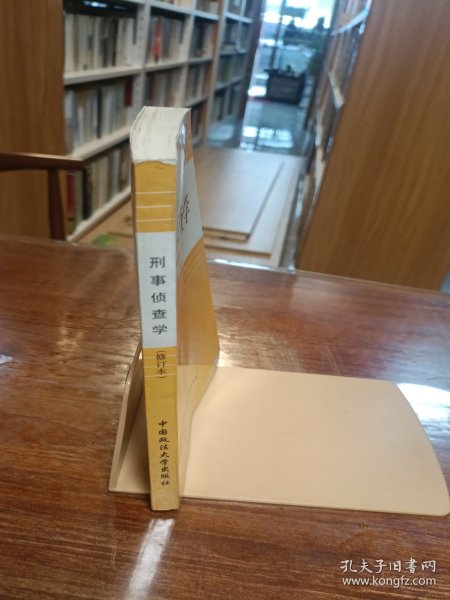 刑事侦查学
（修订本）
中国政法大学出版社
学
孔夫子旧书网
www.kongfz.com